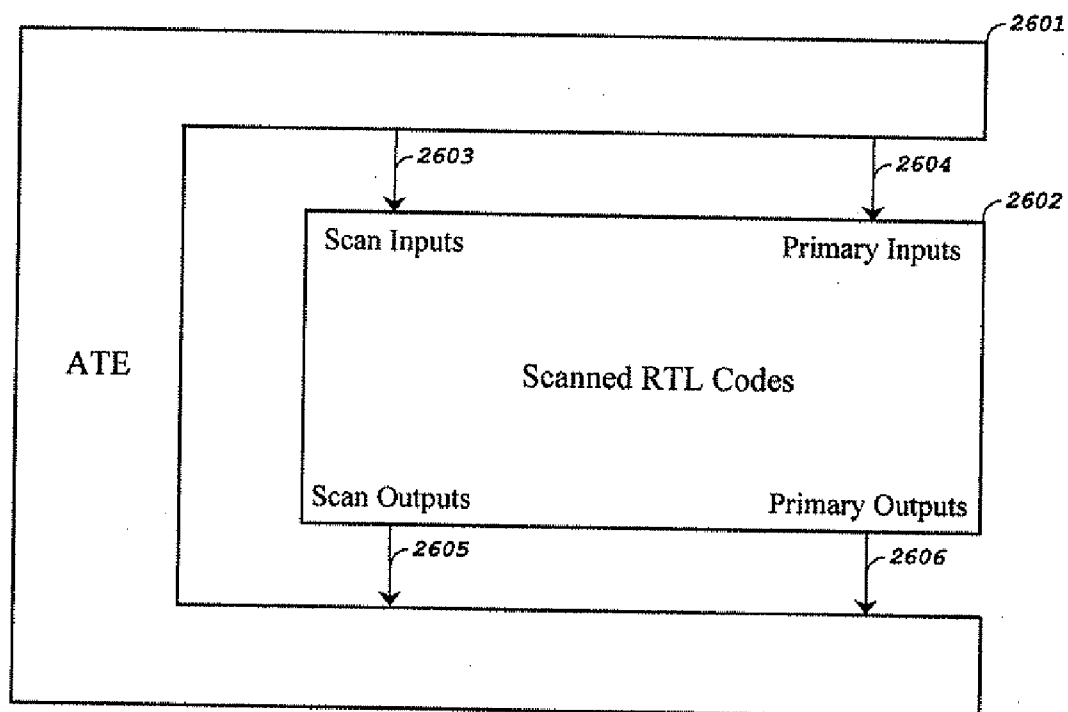 2601
2603
2604
2602
Scan Inputs
Primary Inputs
ATE
Scanned RTL Codes
Scan Outputs
Primary Outputs
2605
2606